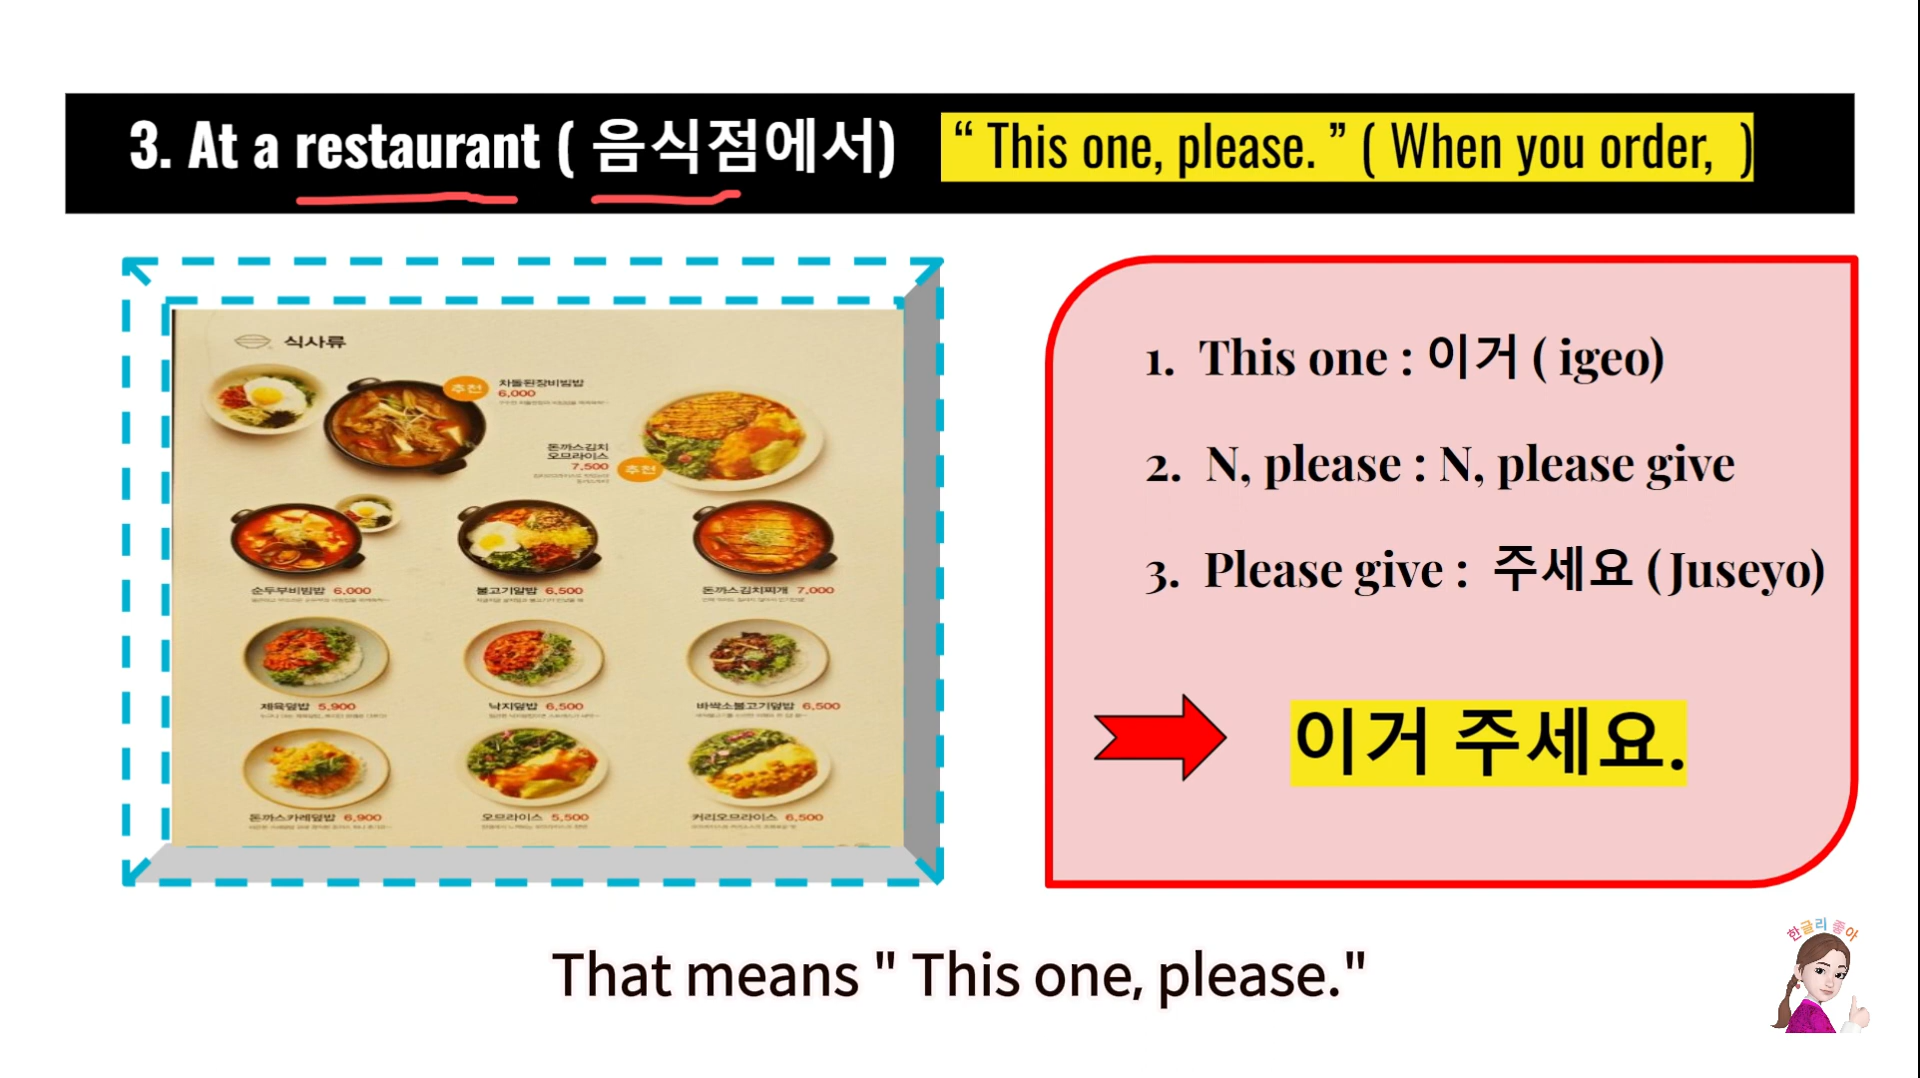 3. At a restaurant ( 음식점에서) “ This one, please. ” ( When you order, )
식사류
추천
차돌된장비빔밥
6,000
돈까스김치
오므라이스
7,500
추천
순두부비빔밥 6,000
불고기알밥 6,500
돈까스김치찌개 7,000
제육덮밥 5,900
낙지덮밥 6,500
바싹소불고기덮밥 6,500
돈까스카레덮밥 6,900
오므라이스 5,500
커리오므라이스 6,500
1. This one : 이거 ( igeo)
2. N, please : N, please give
3. Please give : 주세요 (Juseyo)
이거 주세요.
That means " This one, please."
한글리 좋아